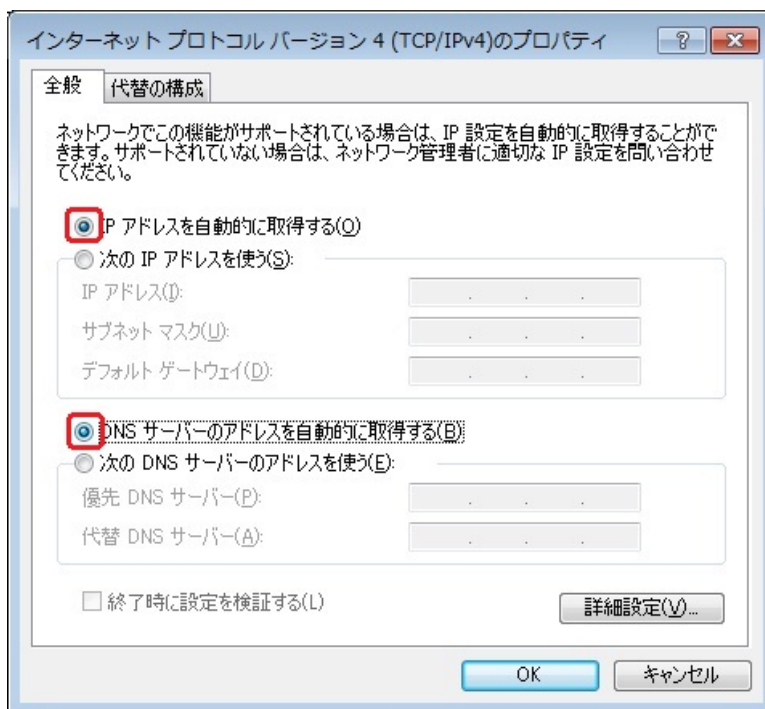 インターネット プロトコル バージョン 4 (TCP/IPv4)のプロパティ
全般
代替の構成
ネットワークでこの機能がサポートされている場合は、IP 設定を自動的に取得することがで
きます。サポートされていない場合は、ネットワーク管理者に適切な IP 設定を問い合わせ
てください。
IP アドレスを自動的に取得する(O)
次の IP アドレスを使う(S):
IP アドレス(I):
サブネット マスク(U):
デフォルト ゲートウェイ(D):
DNS サーバーのアドレスを自動的に取得する(B)
次の DNS サーバーのアドレスを使う(E):
優先 DNS サーバー(P):
代替 DNS サーバー(A):
終了時に設定を検証する(L)
詳細設定(V)...
OK
キャンセル